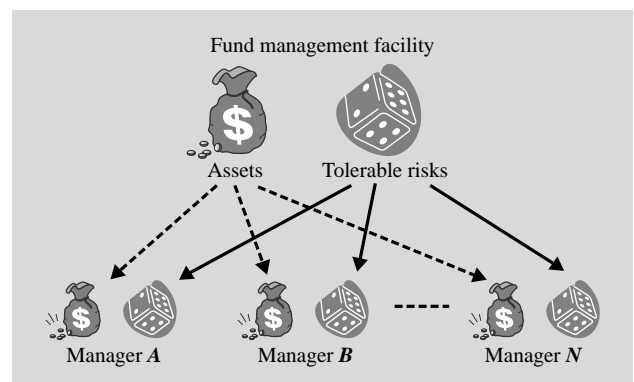 Fund management facility
$
Assets Tolerable risks
$ $ $
Manager A Manager B Manager N